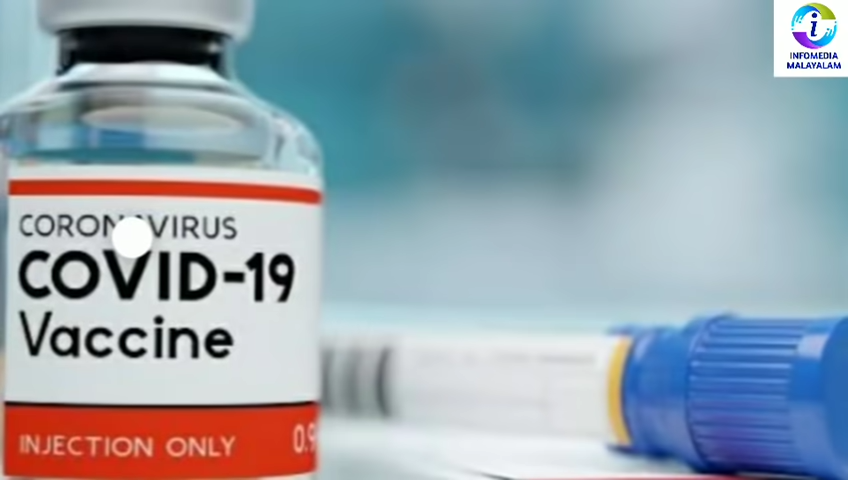 INFOMEDIA
MALAYALAM
CORONAVIRUS
COVID-19
Vaccine
INJECTION ONLY